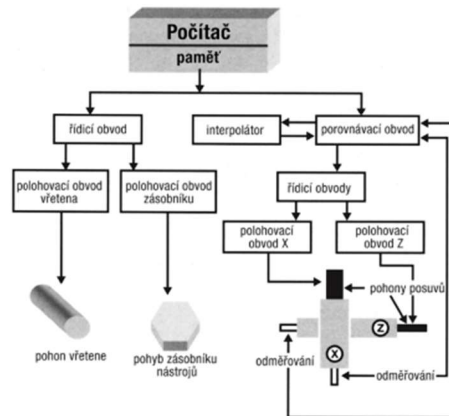 Počítač
paměť
řídicí obvod
interpolátor
porovnávací obvod
polohovací obvod
vřetena
polohovací obvod
zásobníku
řídicí obvody
polohovací
obvod X
polohovací
obvod Z
pohony posuvů
Z
odměřování
X
odměřování
pohon vřetene
pohyb zásobníku
nástrojů